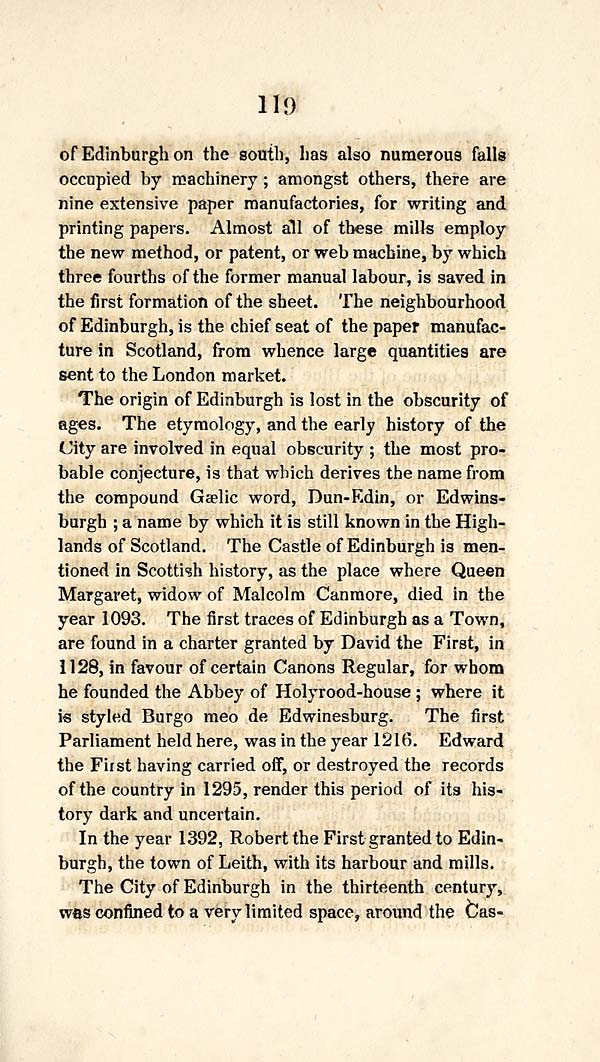 119
of Edinburgh on the south, has also numerous falls
occupied by machinery ; amongst others, there are
nine extensive paper manufactories, for writing and
printing papers. Almost all of these mills employ
the new method, or patent, or web machine, by which
three fourths of the former manual labour, is saved in
the first formation of the sheet. The neighbourhood
of Edinburgh, is the chief seat of the paper manufac-
ture in Scotland, from whence large quantities are
sent to the London market.
The origin of Edinburgh is lost in the obscurity of
ages. The etymology, and the early history of the
City are involved in equal obscurity ; the most pro-
bable conjecture, is that which derives the name from
the compound Gælic word, Dun-Edin, or Edwins-
burgh ; a name by which it is still known in the High-
lands of Scotland. The Castle of Edinburgh is men-
tioned in Scottish history, as the place where Queen
Margaret, widow of Malcolm Canmore, died in the
year 1093. The first traces of Edinburgh as a Town,
are found in a charter granted by David the First, in
1128, in favour of certain Canons Regular, for whom
he founded the Abbey of Holyrood-house ; where it
is styled Burgo meo de Edwinesburg. The first
Parliament held here, was in the year 1216. Edward
the First having carried off, or destroyed the records
of the country in 1295, render this period of its his-
tory dark and uncertain.
In the year 1392, Robert the First granted to Edin-
burgh, the town of Leith, with its harbour and mills.
The City of Edinburgh in the thirteenth century,
was confined to a very limited space, around the Cas-